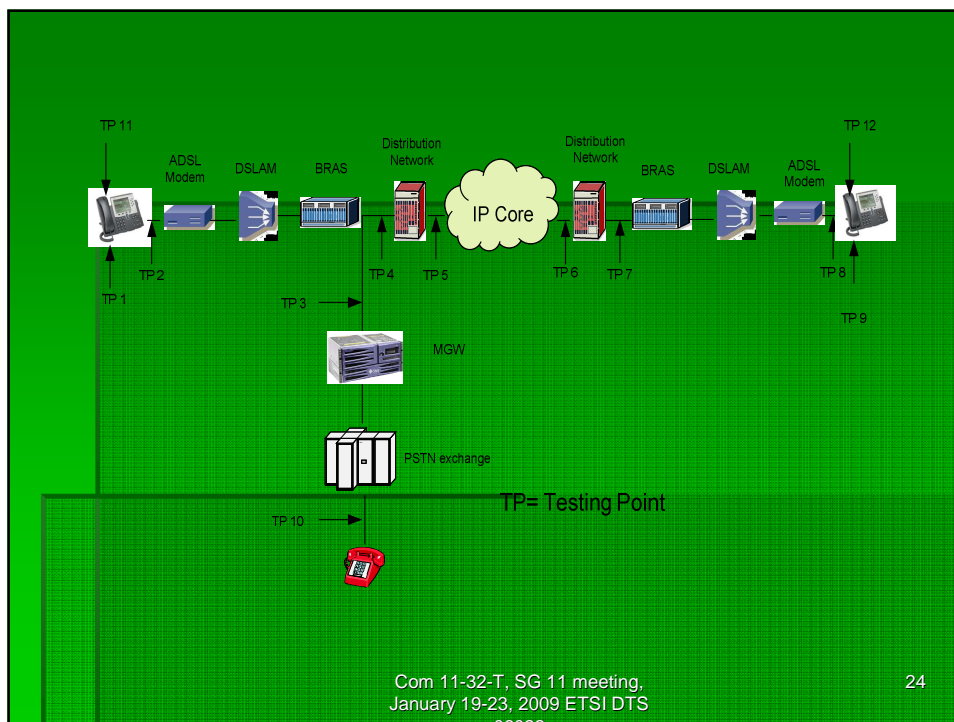 TP 11
TP 12
ADSL
Modem
DSLAM
BRAS
Distribution
Network
IP Core
Distribution
Network
BRAS
DSLAM
ADSL
Modem
TP 1
TP 2
TP 3
TP 4
TP 5
TP 6
TP 7
TP 8
TP 9
MGW
PSTN exchange
TP= Testing Point
TP 10
Com 11-32-T, SG 11 meeting,
January 19-23, 2009 ETSI DTS
24